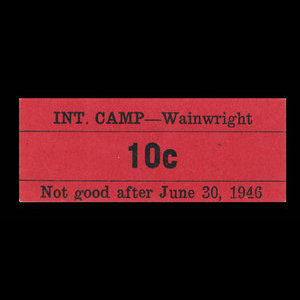 INT. CAMP—Wainwright
10c
Not good after June 30, 1946